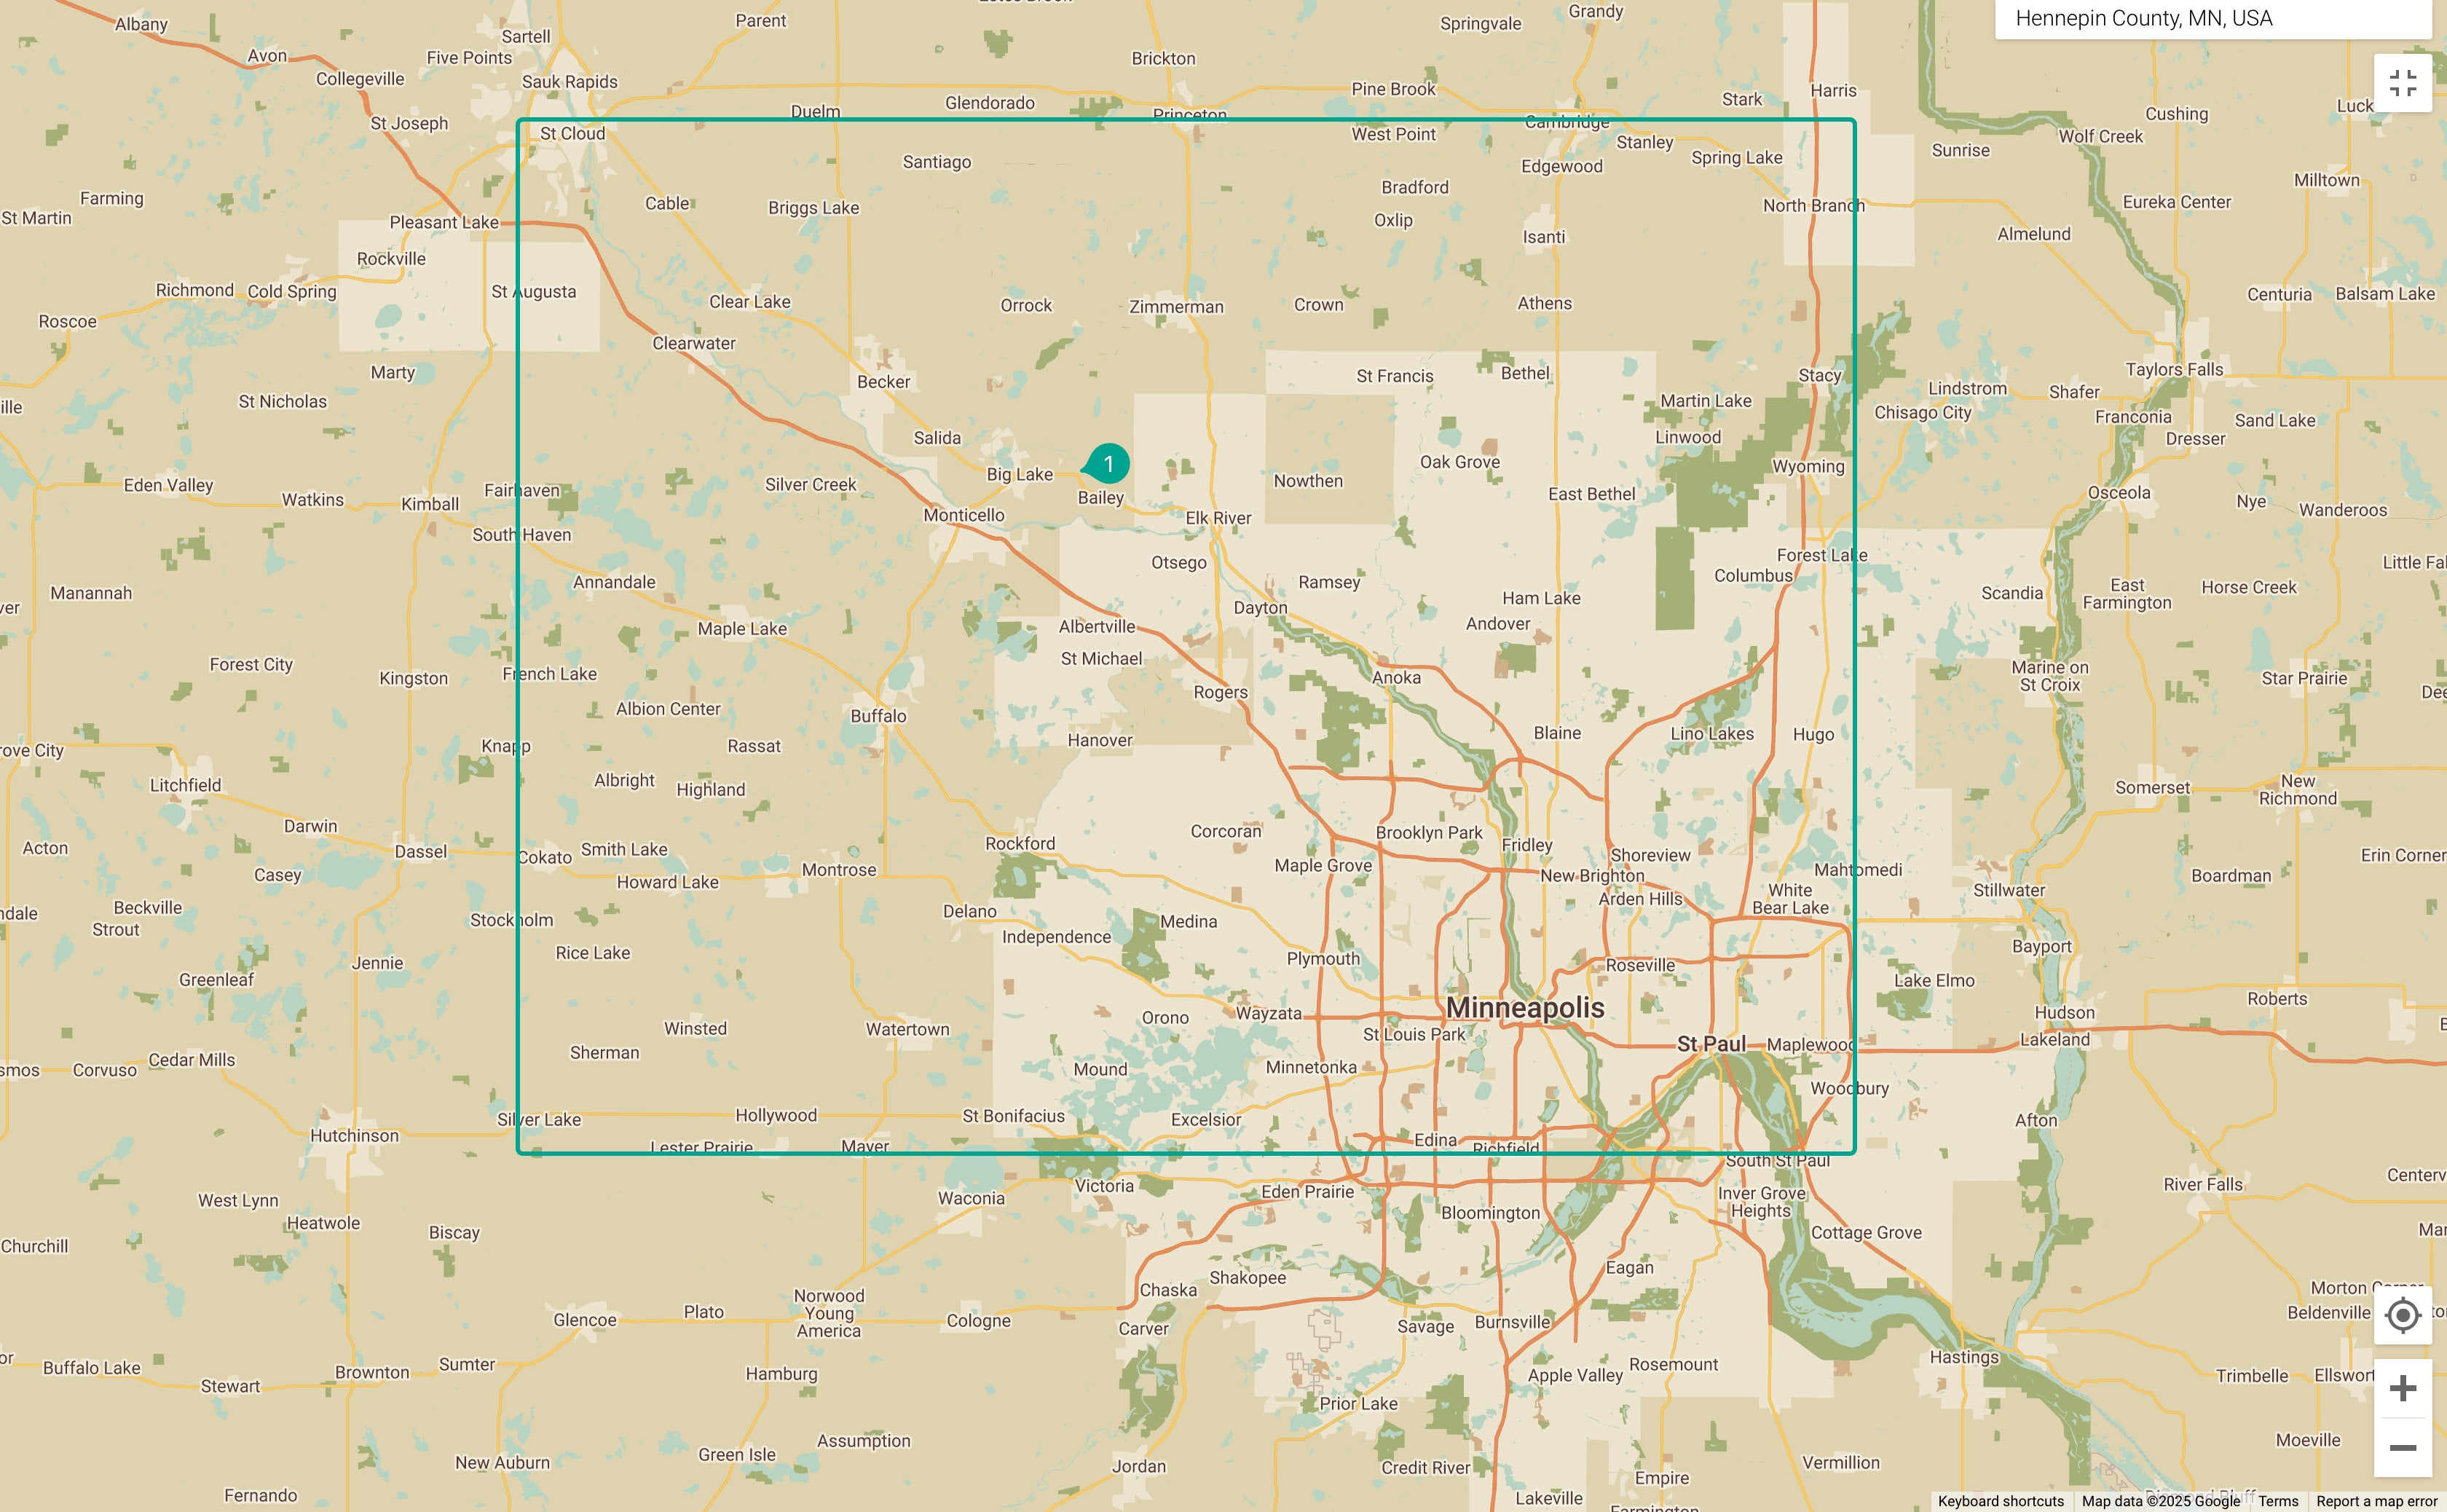 Hennepin County, MN, USA
Albany
Parent
Grandy
Springvale
Sartell
Avon
Five Points
Brickton
Collegeville
Sauk Rapids
Pine Brook
Harris
Stark
Glendorado
Duelm
Princeton
Cushing
Luck
St Joseph
St Cloud
West Point
Cambridge
Stanley
Wolf Creek
Sunrise
Santiago
Edgewood
Spring Lake
Milltown
Farming
Cable
Briggs Lake
Bradford
North Branch
Eureka Center
St Martin
Pleasant Lake
Oxlip
Isanti
Almelund
Rockville
Richmond
Cold Spring
St Augusta
Clear Lake
Orrock
Zimmerman
Crown
Athens
Centuria
Balsam Lake
Roscoe
Clearwater
Marty
Becker
St Francis
Bethel
Stacy
Taylors Falls
St Nicholas
Martin Lake
Lindstrom
Shafer
Chisago City
Franconia
Sand Lake
Salida
Linwood
Dresser
1
Big Lake
Oak Grove
Wyoming
Eden Valley
Watkins
Kimball
Fairhaven
Silver Creek
Bailey
Nowthen
East Bethel
Osceola
Nye
Wanderoos
South Haven
Monticello
Elk River
Otsego
Forest Lake
Columbus
Annandale
Ramsey
Ham Lake
Scandia
East
Farmington
Horse Creek
Manannah
Dayton
Andover
Maple Lake
Albertville
Forest City
Kingston
French Lake
St Michael
Anoka
Marine on
St Croix
Star Prairie
Rogers
Albion Center
Buffalo
Knapp
Rassat
Hanover
Blaine
Lino Lakes
Hugo
Litchfield
Albright
Highland
Somerset
New
Richmond
Darwin
Corcoran
Brooklyn Park
Fridley
Acton
Dassel
Cokato
Smith Lake
Rockford
Maple Grove
Shoreview
Mahtomedi
Erin Corner
Casey
Howard Lake
Montrose
New Brighton
White
Bear Lake
Stillwater
Boardman
Beckville
Arden Hills
Strout
Stockholm
Delano
Medina
Independence
Bayport
Jennie
Rice Lake
Plymouth
Roseville
Greenleaf
Lake Elmo
Roberts
Minneapolis
Winsted
Watertown
Orono
Wayzata
St Louis Park
Hudson
Lakeland
Cedar Mills
Sherman
St Paul
Maplewood
Corvuso
Mound
Minnetonka
Woodbury
Silver Lake
Hollywood
St Bonifacius
Excelsior
Afton
Hutchinson
Lester Prairie
Mayer
Edina
Richfield
South St Paul
West Lynn
Waconia
Victoria
Eden Prairie
Inver Grove
Heights
River Falls
Heatwole
Biscay
Bloomington
Cottage Grove
Churchill
Eagan
Chaska
Shakopee
Norwood
Young
America
Glencoe
Plato
Cologne
Carver
Savage
Burnsville
Beldenville
Buffalo Lake
Brownton
Sumter
Hamburg
Apple Valley
Rosemount
Hastings
Stewart
Trimbelle
Prior Lake
New Auburn
Green Isle
Assumption
Jordan
Credit River
Empire
Vermillion
Moeville
Fernando
Lakeville
Keyboard shortcuts
Map data ©2025 Google
Terms
Report a map error